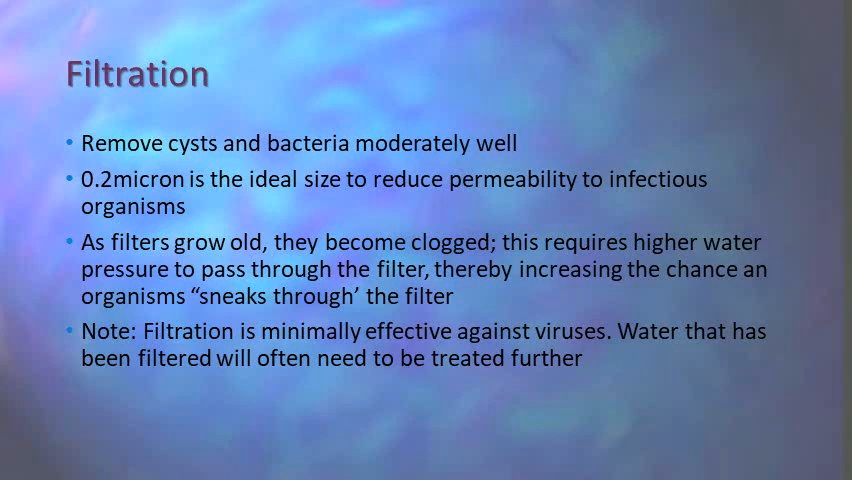 Filtration
• Remove cysts and bacteria moderately well
• 0.2micron is the ideal size to reduce permeability to infectious
organisms
• As filters grow old, they become clogged; this requires higher water
pressure to pass through the filter, thereby increasing the chance an
organisms “sneaks through’ the filter
• Note: Filtration is minimally effective against viruses. Water that has
been filtered will often need to be treated further